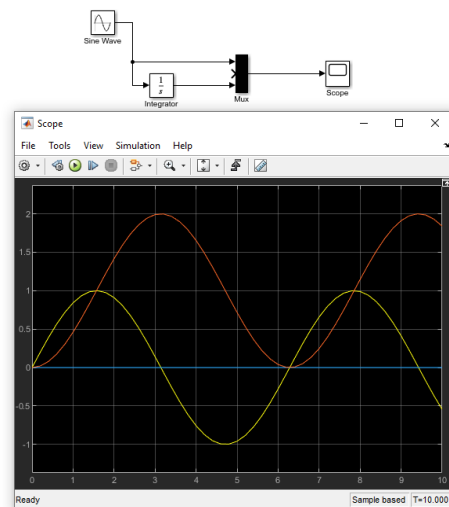 Sine Wave
1
s
Integrator
Mux
Scope
Scope
File Tools View Simulation Help
2
1.5
1
0.5
0
-0.5
-1
0 1 2 3 4 5 6 7 8 9 10
Ready Sample based T=10.000